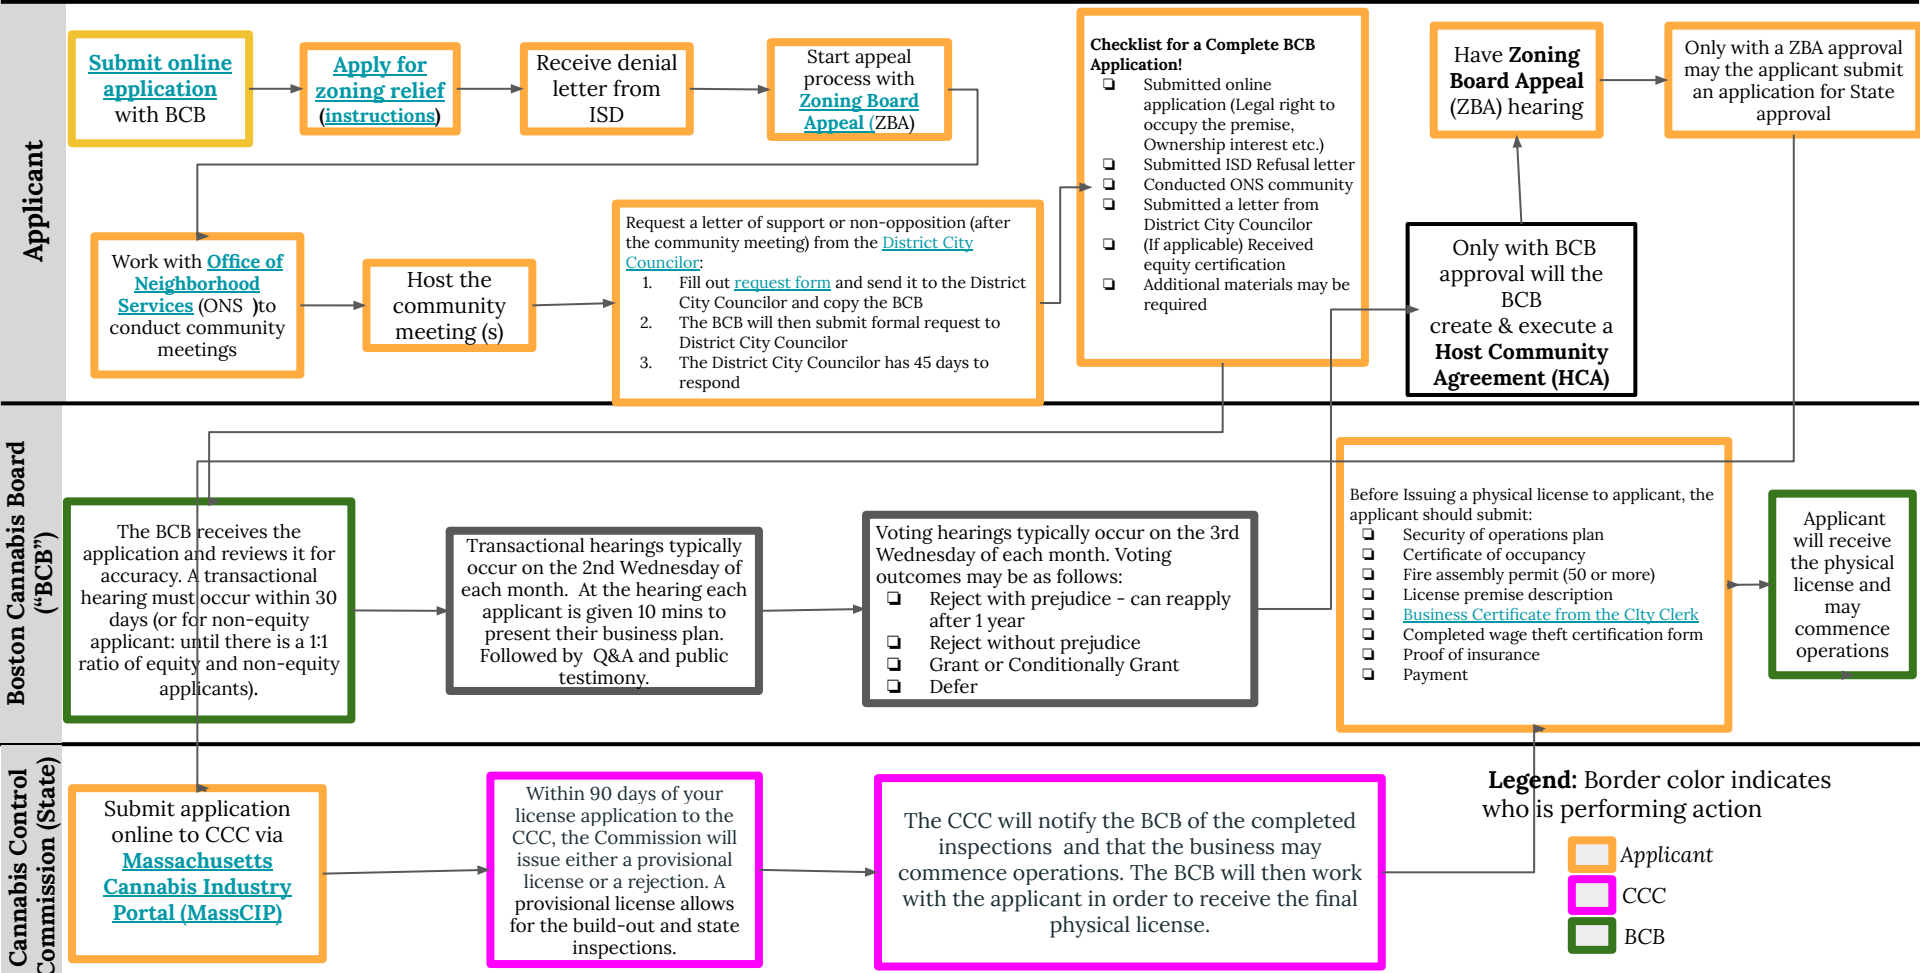 Applicant
Submit online
application
with BCB
Apply for
zoning relief
(instructions)
Receive denial
letter from
ISD
Start appeal
process with
Zoning Board
Appeal (ZBA)
Work with Office of
Neighborhood
Services (ONS )to
conduct community
meetings
Host the
community
meeting (s)
Request a letter of support or non-opposition (after
the community meeting) from the District City
Councilor:
1. Fill out request form and send it to the District
City Councilor and copy the BCB
2. The BCB will then submit formal request to
District City Councilor
3. The District City Councilor has 45 days to
respond
Checklist for a Complete BCB
Application!
❏ Submitted online
application (Legal right to
occupy the premise,
Ownership interest etc.)
❏ Submitted ISD Refusal letter
❏ Conducted ONS community
❏ Submitted a letter from
District City Councilor
❏ (If applicable) Received
equity certification
❏ Additional materials may be
required
Only with BCB
approval will the
BCB
create & execute a
Host Community
Agreement (HCA)
Have Zoning
Board Appeal
(ZBA) hearing
Only with a ZBA approval
may the applicant submit
an application for State
approval
Boston Cannabis Board
(“BCB”)
The BCB receives the
application and reviews it for
accuracy. A transactional
hearing must occur within 30
days (or for non-equity
applicant: until there is a 1:1
ratio of equity and non-equity
applicants).
Transactional hearings typically
occur on the 2nd Wednesday of
each month. At the hearing each
applicant is given 10 mins to
present their business plan.
Followed by Q&A and public
testimony.
Voting hearings typically occur on the 3rd
Wednesday of each month. Voting
outcomes may be as follows:
❏ Reject with prejudice - can reapply
after 1 year
❏ Reject without prejudice
❏ Grant or Conditionally Grant
❏ Defer
Before Issuing a physical license to applicant, the
applicant should submit:
❏ Security of operations plan
❏ Certificate of occupancy
❏ Fire assembly permit (50 or more)
❏ License premise description
❏ Business Certificate from the CIty Clerk
❏ Completed wage theft certification form
❏ Proof of insurance
❏ Payment
Applicant
will receive
the physical
license and
may
commence
operations
Cannabis Control
Commission (State)
Submit application
online to CCC via
Massachusetts
Cannabis Industry
Portal (MassCIP)
Within 90 days of your
license application to the
CCC, the Commission will
issue either a provisional
license or a rejection. A
provisional license allows
for the build-out and state
inspections.
The CCC will notify the BCB of the completed
inspections and that the business may
commence operations. The BCB will then work
with the applicant in order to receive the final
physical license.
Legend: Border color indicates
who is performing action
Applicant
CCC
BCB